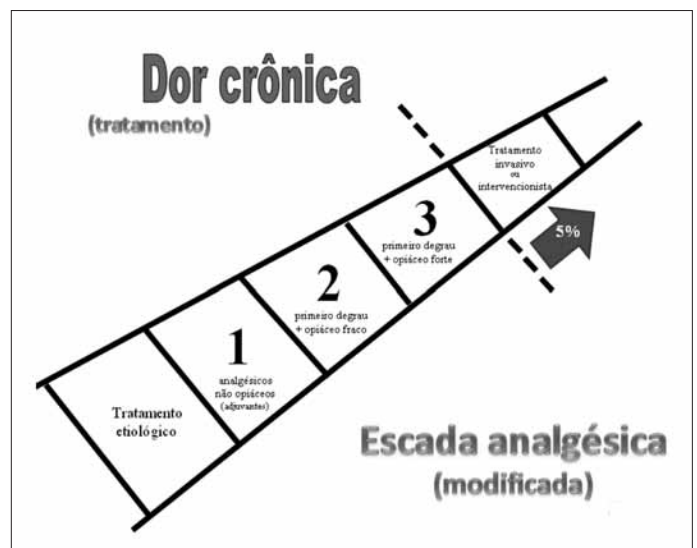 Dor crônica
(tratamento)
Tratamento
invasivo
ou
intervencionista
5%
3
primeiro degrau
+ opiáceo forte
2
primeiro degrau
+ opiáceo fraco
1
analgésicos
não opiáceos
(adjuvantes)
Tratamento
etiológico
Escada analgésica
(modificada)